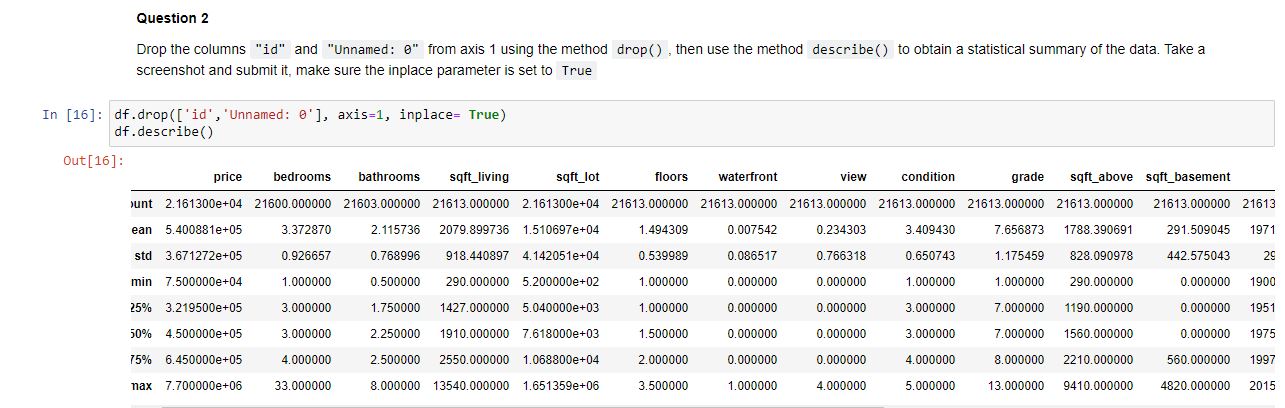 Question 2
Drop the columns "id" and "Unnamed: 0" from axis 1 using the method drop() , then use the method describe() to obtain a statistical summary of the data. Take a
screenshot and submit it, make sure the inplace parameter is set to True
In [16]: df.drop(['id','Unnamed: 0'], axis=1, inplace= True)
df.describe()
Out[16]:
price bedrooms bathrooms sqft_living sqft_lot floors waterfront view condition grade sqft_above sqft_basement
unt 2.161300e+04 21600.000000 21603.000000 21613.000000 2.161300e+04 21613.000000 21613.000000 21613.000000 21613.000000 21613.000000 21613.000000 21613.000000 21613
ean 5.400881e+05 3.372870 2.115736 2079.899736 1.510697e+04 1.494309 0.007542 0.234303 3.409430 7.656873 1788.390691 291.509045 1971
std 3.671272e+05 0.926657 0.768996 918.440897 4.142051e+04 0.539989 0.086517 0.766318 0.650743 1.175459 828.090978 442.575043 29
min 7.500000e+04 1.000000 0.500000 290.000000 5.200000e+02 1.000000 0.000000 0.000000 1.000000 1.000000 290.000000 0.000000 1900
25% 3.219500e+05 3.000000 1.750000 1427.000000 5.040000e+03 1.000000 0.000000 0.000000 3.000000 7.000000 1190.000000 0.000000 1951
50% 4.500000e+05 3.000000 2.250000 1910.000000 7.618000e+03 1.500000 0.000000 0.000000 3.000000 7.000000 1560.000000 0.000000 1975
75% 6.450000e+05 4.000000 2.500000 2550.000000 1.068800e+04 2.000000 0.000000 0.000000 4.000000 8.000000 2210.000000 560.000000 1997
max 7.700000e+06 33.000000 8.000000 13540.000000 1.651359e+06 3.500000 1.000000 4.000000 5.000000 13.000000 9410.000000 4820.000000 2015